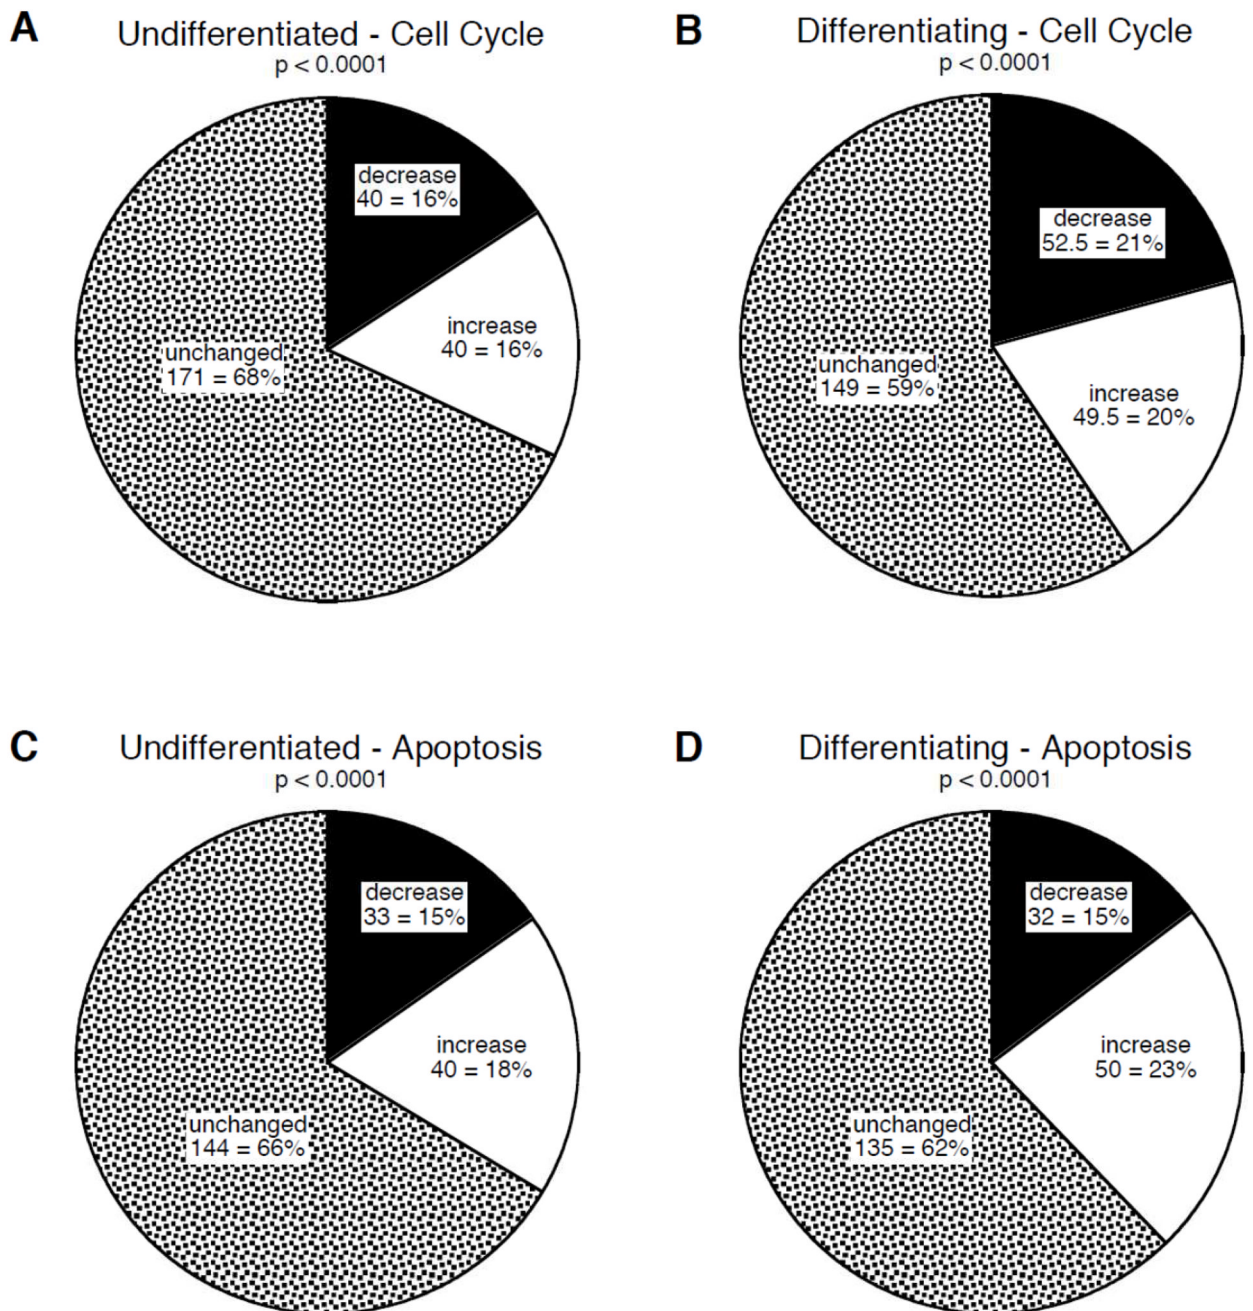 A
Undifferentiated - Cell Cycle
p < 0.0001
decrease
40 = 16%
increase
40 = 16%
unchanged
171 = 68%
B
Differentiating - Cell Cycle
p < 0.0001
decrease
52.5 = 21%
increase
49.5 = 20%
unchanged
149 = 59%
C
Undifferentiated - Apoptosis
p < 0.0001
decrease
33 = 15%
increase
40 = 18%
unchanged
144 = 66%
D
Differentiating - Apoptosis
p < 0.0001
decrease
32 = 15%
increase
50 = 23%
unchanged
135 = 62%